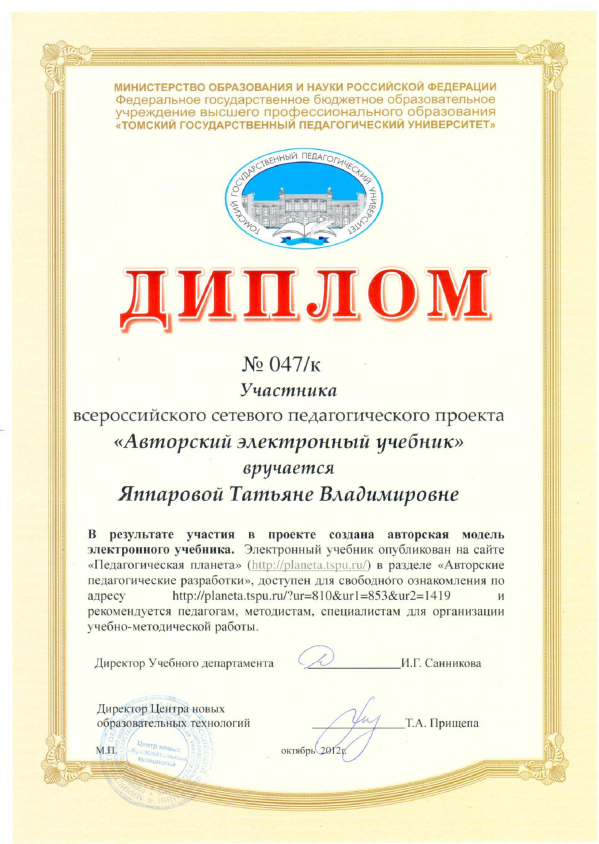 МИНИСТЕРСТВО ОБРАЗОВАНИЯ И НАУКИ РОССИЙСКОЙ ФЕДЕРАЦИИ
Федеральное государственное бюджетное образовательное
учреждение высшего профессионального образования
«ТОМСКИЙ ГОСУДАРСТВЕННЫЙ ПЕДАГОГИЧЕСКИЙ УНИВЕРСИТЕТ»
ТОМСКИЙ ГОСУДАРСТВЕННЫЙ ПЕДАГОГИЧЕСКИЙ УНИВЕРСИТЕТ
ДИПЛОМ
№ 047/к
Участника
всероссийского сетевого педагогического проекта
«Авторский электронный учебник»
вручается
Яппаровой Татьяне Владимировне
В результате участия в проекте создана авторская модель
электронного учебника. Электронный учебник опубликован на сайте
«Педагогическая планета» (http://planeta.tspu.ru/) в разделе «Авторские
педагогические разработки», доступен для свободного ознакомления по
адресу http://planeta.tspu.ru/?ur=810&ur1=853&ur2=1419 и
рекомендуется педагогам, методистам, специалистам для организации
учебно-методической работы.
Директор Учебного департамента И.Г. Санникова
Директор Центра новых
образовательных технологий Т.А. Прищепа
М.П. октябрь 2012г.
Центр новых
образовательных
технологий